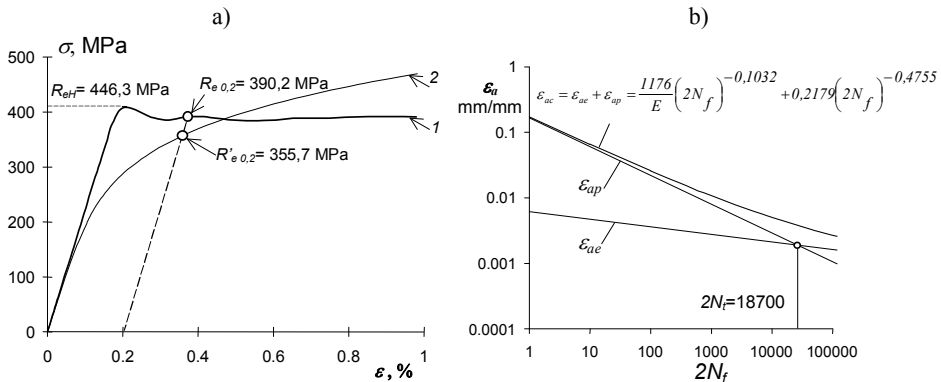 a)
σ, MPa
500
400
300
200
100
0
R_eH = 446,3 MPa
R_e 0,2 = 390,2 MPa
R'_e 0,2 = 355,7 MPa
2
1
0 0.2 0.4 0.6 0.8 1
ε, %
b)
ε_a
mm/mm
1
0.1
0.01
0.001
0.0001
ε_ac = ε_ae + ε_ap = 1176/E (2N_f)^-0,1032 + 0,2179(2N_f)^-0,4755
ε_ap
ε_ae
2N_t=18700
1 10 100 1000 10000 100000
2N_f